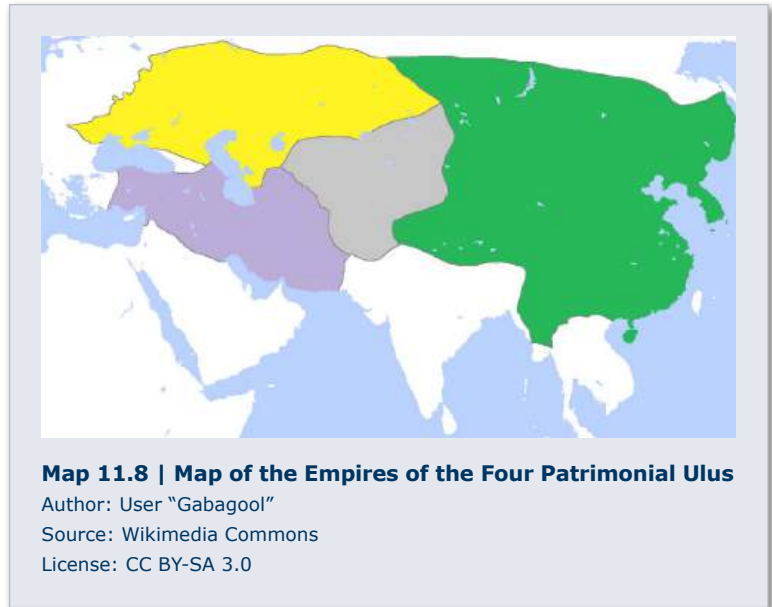 Map 11.8 | Map of the Empires of the Four Patrimonial Ulus
Author: User “Gabagool”
Source: Wikimedia Commons
License: CC BY-SA 3.0